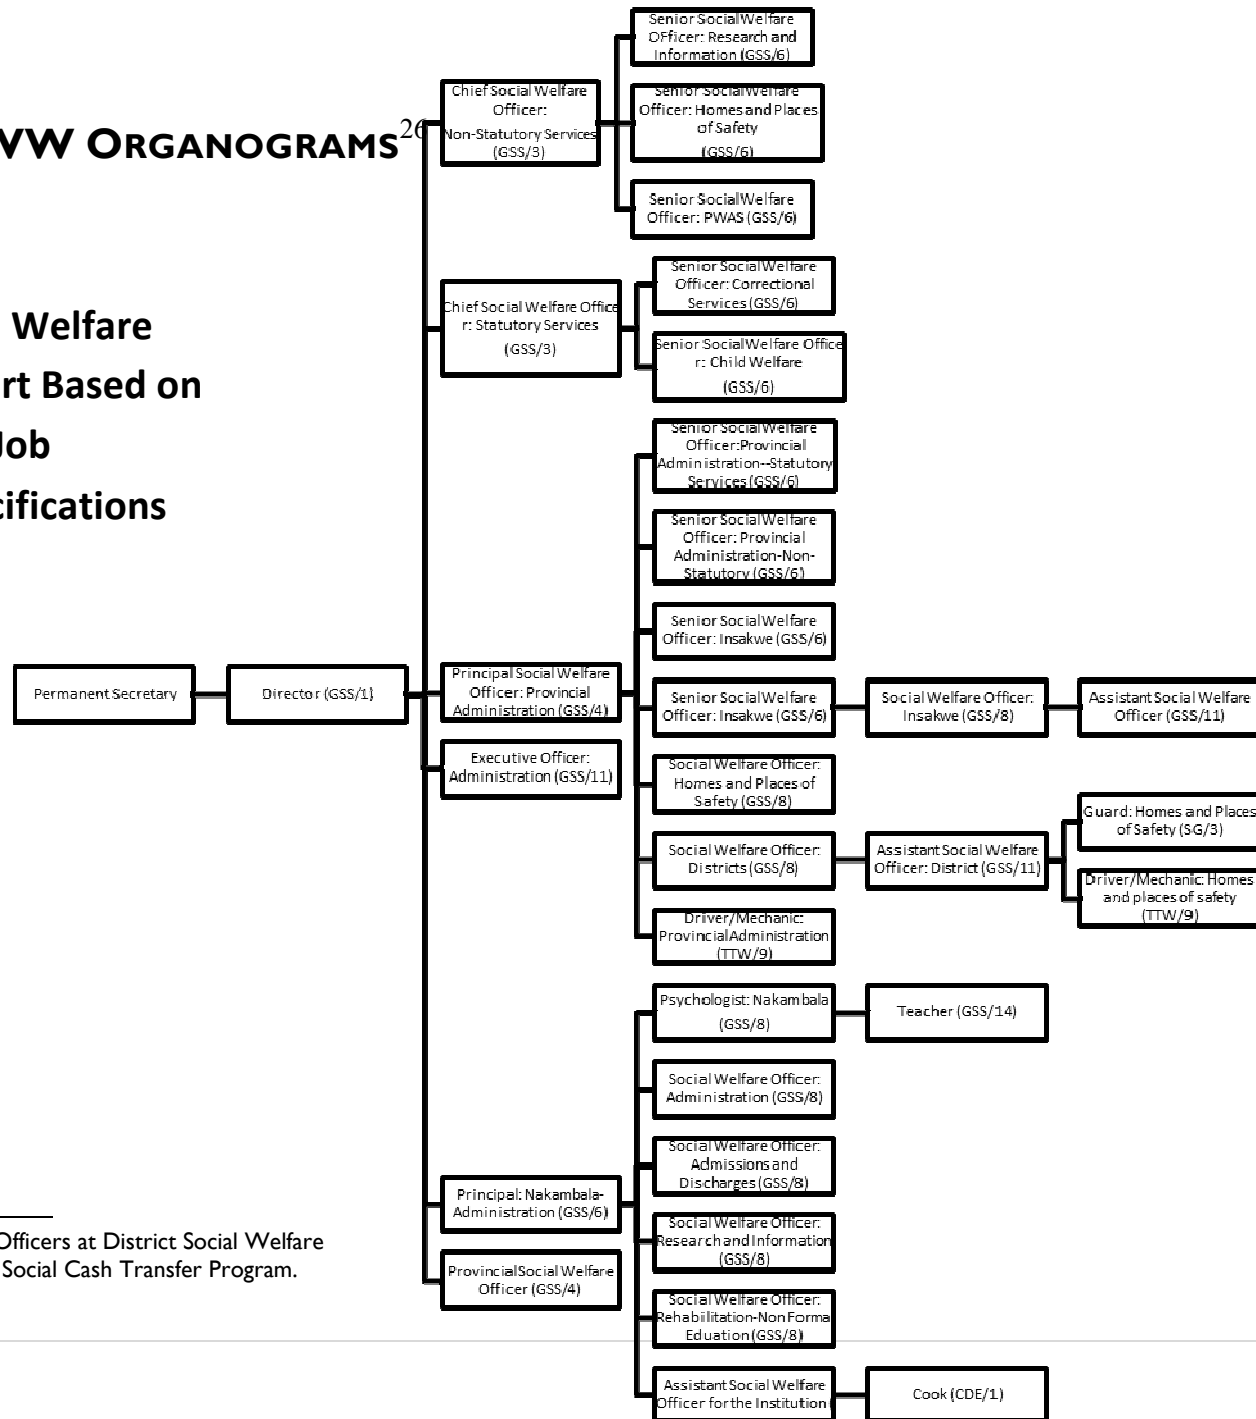 VW ORGANOGRAMS26
Welfare
rt Based on
Job
cifications
Permanent Secretary
Director (GSS/1)
Chief Social Welfare
Officer:
Non-Statutory Services
(GSS/3)
Senior Social Welfare
Officer: Research and
Information (GSS/6)
Senior Social Welfare
Officer: Homes and Places
of Safety
(GSS/6)
Senior Social Welfare
Officer: PWAS (GSS/6)
Chief Social Welfare Office
r: Statutory Services
(GSS/3)
Senior Social Welfare
Officer: Correctional
Services (GSS/6)
Senior Social Welfare Office
r: Child Welfare
(GSS/6)
Principal Social Welfare
Officer: Provincial
Administration (GSS/4)
Senior Social Welfare
Officer:Provincial
Administration--Statutory
Services (GSS/6)
Senior Social Welfare
Officer: Provincial
Administration-Non-
Statutory (GSS/6)
Senior Social Welfare
Officer: Insakwe (GSS/6)
Senior Social Welfare
Officer: Insakwe (GSS/6)
Social Welfare Officer:
Insakwe (GSS/8)
Assistant Social Welfare
Officer (GSS/11)
Social Welfare Officer:
Homes and Places of
Safety (GSS/8)
Social Welfare Officer:
Districts (GSS/8)
Assistant Social Welfare
Officer: District (GSS/11)
Guard: Homes and Places
of Safety (SG/3)
Driver/Mechanic: Homes
and places of safety
(TTW/9)
Driver/Mechanic:
Provincial Administration
(TTW/9)
Executive Officer:
Administration (GSS/11)
Principal: Nakambala-
Administration (GSS/6)
Psychologist: Nakambala
(GSS/8)
Teacher (GSS/14)
Social Welfare Officer:
Administration (GSS/8)
Social Welfare Officer:
Admissions and
Discharges (GSS/8)
Social Welfare Officer:
Research and Information
(GSS/8)
Social Welfare Officer:
Rehabilitation-Non Forma
Eduation (GSS/8)
Assistant Social Welfare
Officer for the Institution
Cook (CDE/1)
Provincial Social Welfare
Officer (GSS/4)
Officers at District Social Welfare
Social Cash Transfer Program.